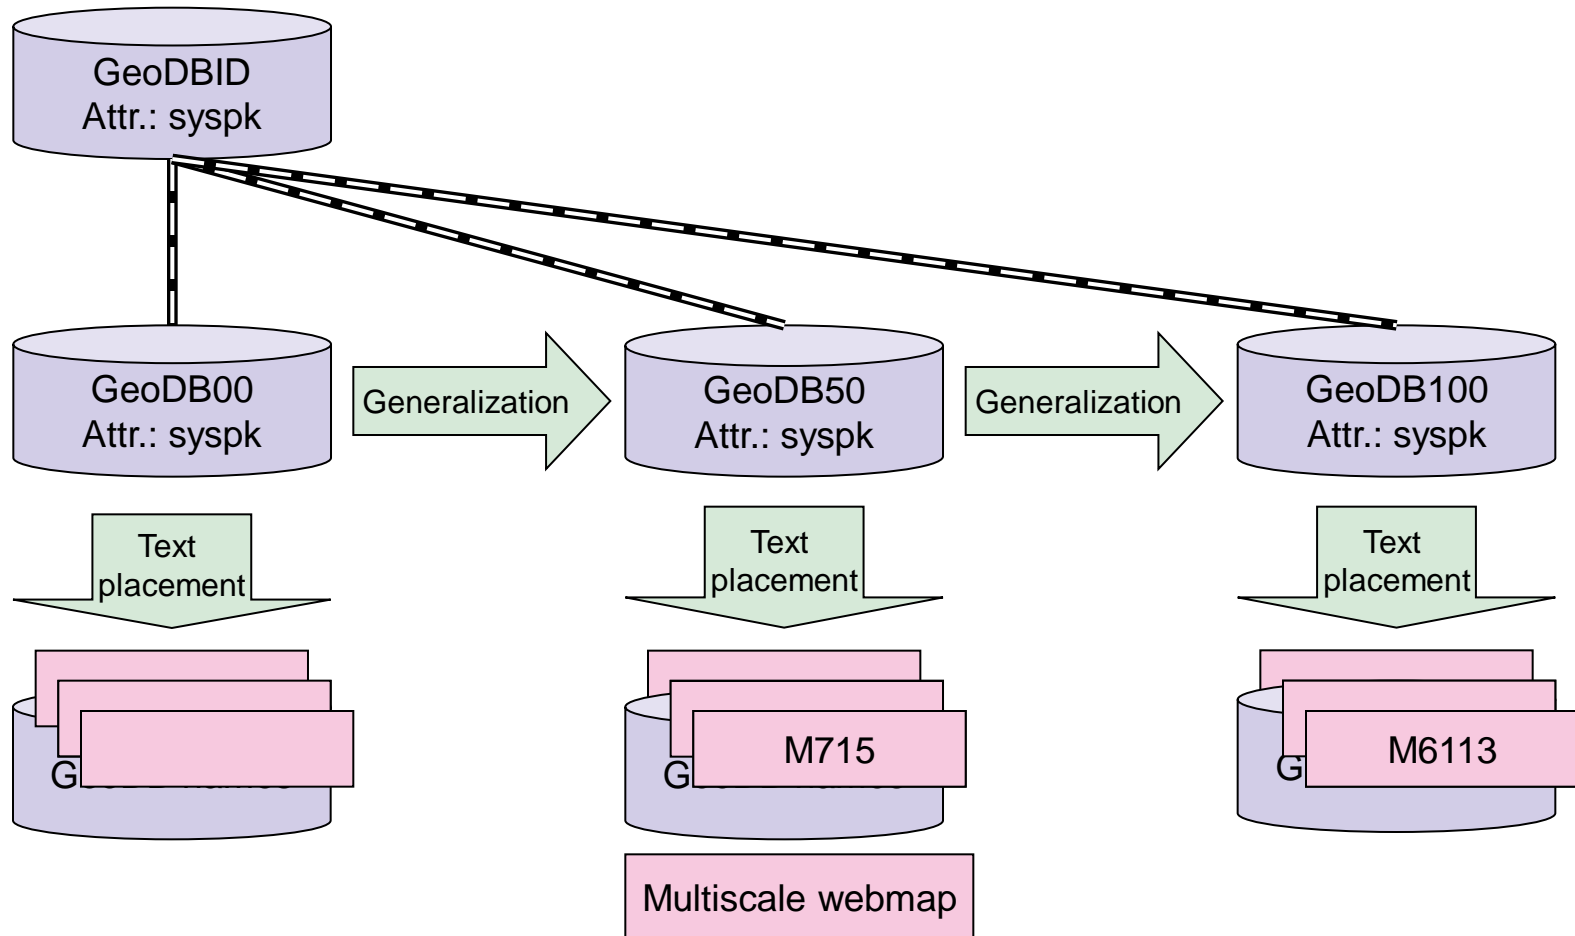 GeoDBID
Attr.: syspk
GeoDB00
Attr.: syspk
Generalization
GeoDB50
Attr.: syspk
Generalization
GeoDB100
Attr.: syspk
Text
placement
Text
placement
Text
placement
M715
M6113
Multiscale webmap